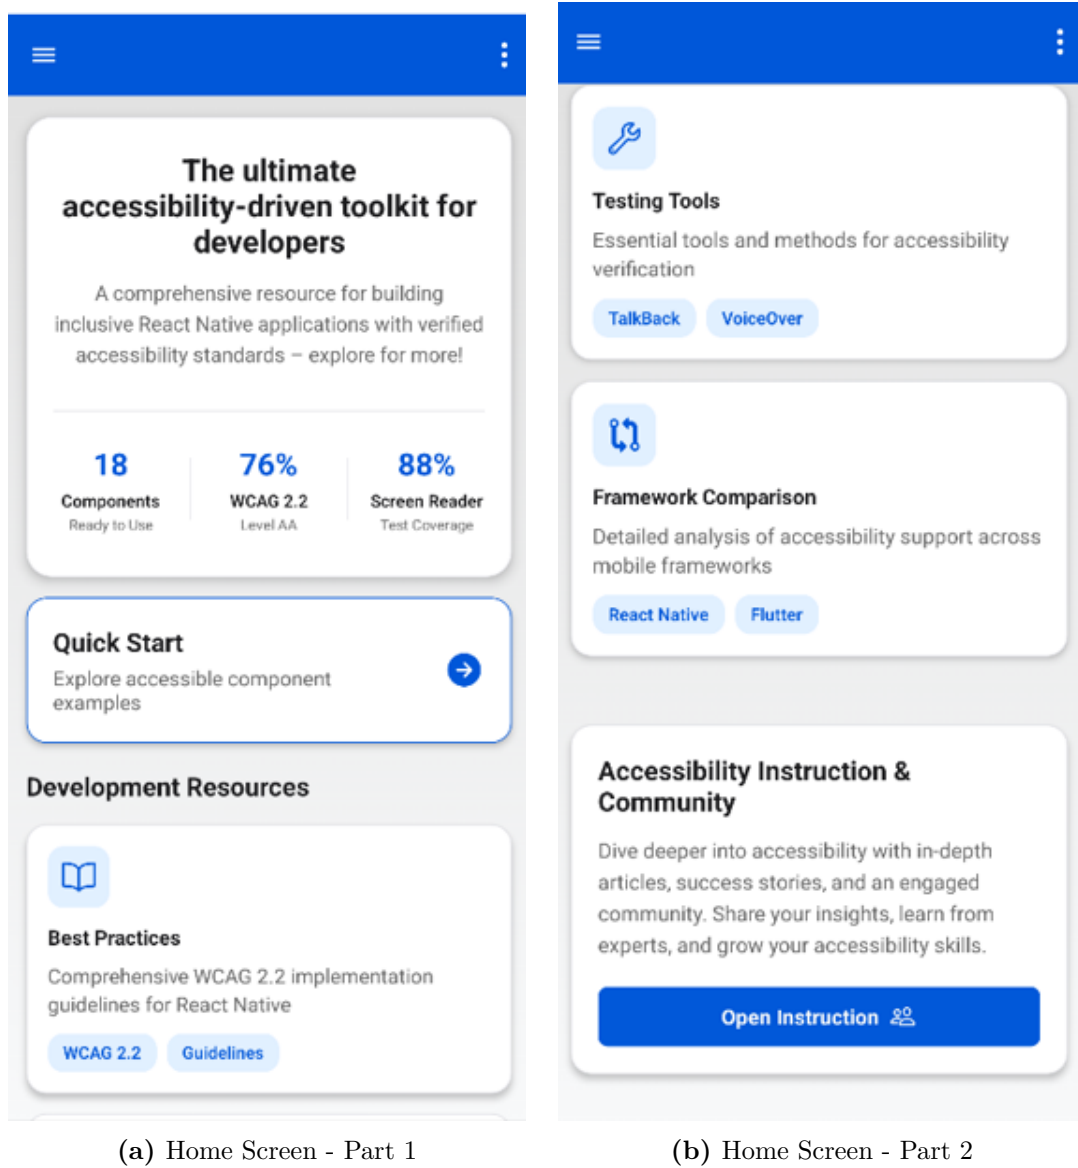 The ultimate
accessibility-driven toolkit for
developers
A comprehensive resource for building
inclusive React Native applications with verified
accessibility standards – explore for more!
18
Components
Ready to Use
76%
WCAG 2.2
Level AA
88%
Screen Reader
Test Coverage
Quick Start
Explore accessible component
examples
Development Resources
Best Practices
Comprehensive WCAG 2.2 implementation
guidelines for React Native
WCAG 2.2
Guidelines
(a) Home Screen - Part 1
Testing Tools
Essential tools and methods for accessibility
verification
TalkBack
VoiceOver
Framework Comparison
Detailed analysis of accessibility support across
mobile frameworks
React Native
Flutter
Accessibility Instruction &
Community
Dive deeper into accessibility with in-depth
articles, success stories, and an engaged
community. Share your insights, learn from
experts, and grow your accessibility skills.
Open Instruction
(b) Home Screen - Part 2